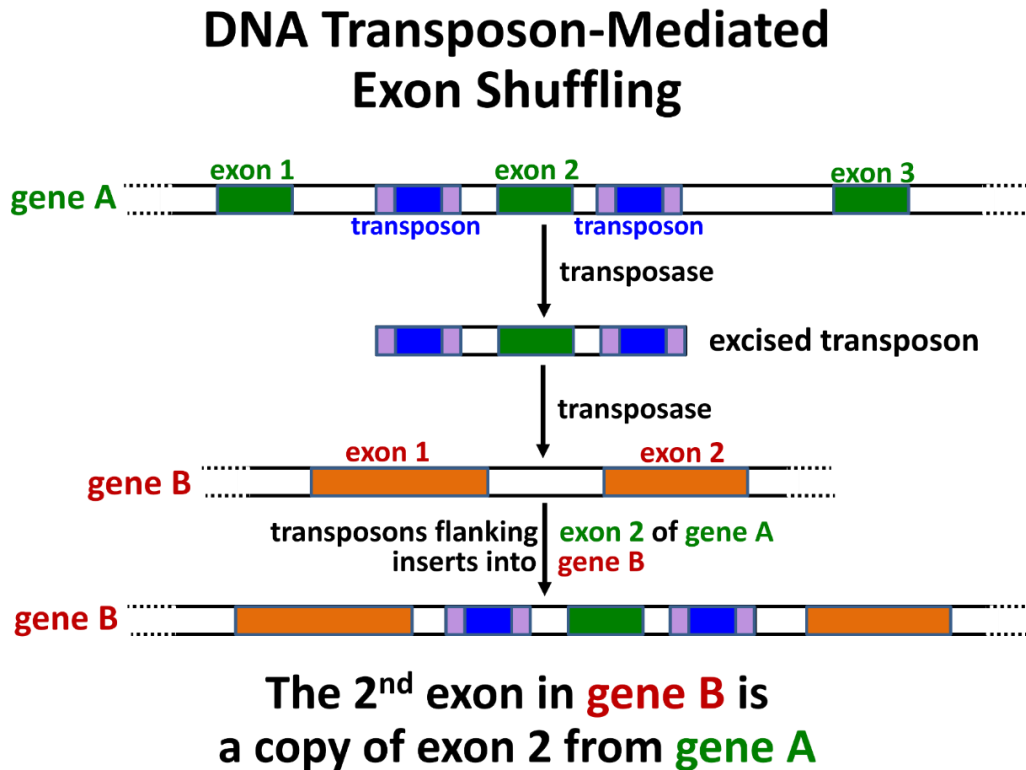 DNA Transposon-Mediated
Exon Shuffling
exon 1
exon 2
exon 3
gene A
transposon
transposon
transposase
excised transposon
transposase
exon 1
exon 2
gene B
transposons flanking exon 2 of gene A
inserts into gene B
gene B
The 2nd exon in gene B is
a copy of exon 2 from gene A